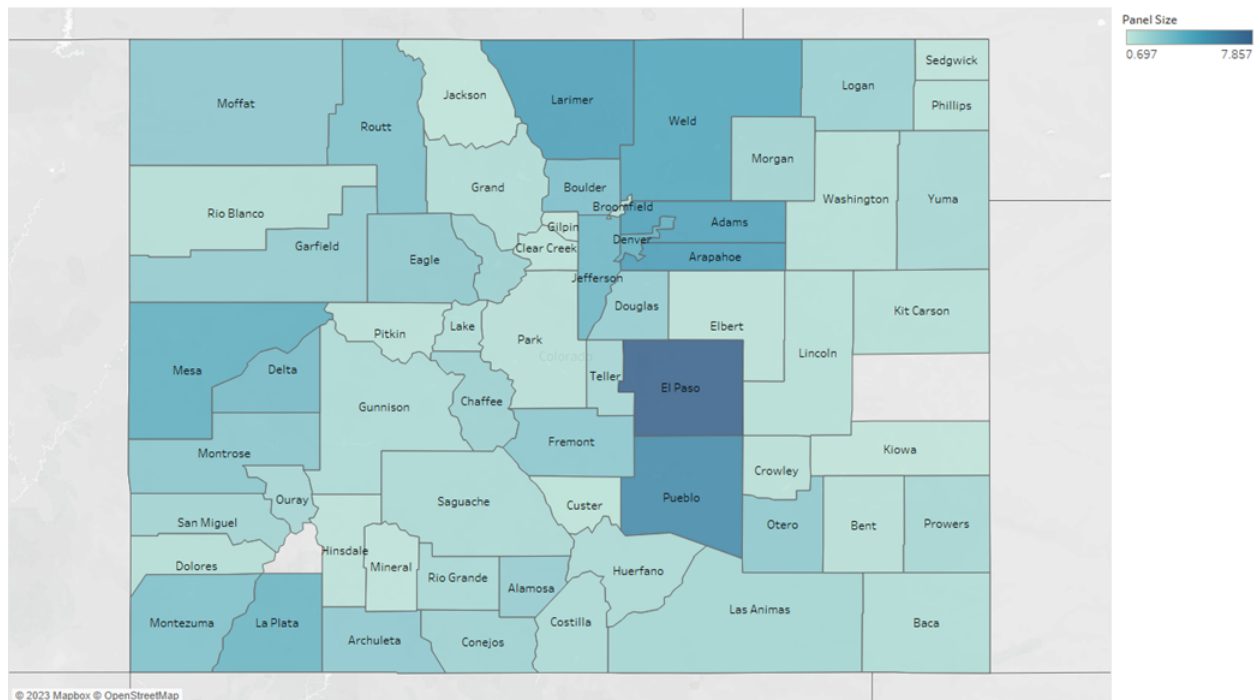 Panel Size
0.697 7.857
Sedgwick
Logan
Moffat
Jackson
Larimer
Phillips
Weld
Routt
Morgan
Grand
Boulder
Washington
Yuma
Broomfield
Rio Blanco
Gilpin
Adams
Denver
Garfield
Clear Creek
Eagle
Arapahoe
Jefferson
Douglas
Kit Carson
Pitkin
Lake
Elbert
Park
Lincoln
Colorado
Mesa
Delta
Teller
El Paso
Chaffee
Gunnison
Fremont
Kiowa
Montrose
Crowley
Ouray
Saguache
Pueblo
Custer
San Miguel
Otero
Bent
Prowers
Hinsdale
Dolores
Mineral
Huerfano
Rio Grande
Alamosa
Las Animas
Montezuma
La Plata
Costilla
Baca
Archuleta
Conejos
© 2023 Mapbox © OpenStreetMap